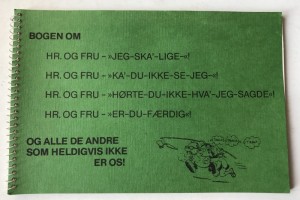 BOGEN OM
HR. OG FRU – »JEG-SKA'-LIGE-«!
HR. OG FRU – »KA'-DU-IKKE-SE-JEG-«!
HR. OG FRU – »HØRTE-DU-IKKE-HVA'-JEG-SAGDE«!
HR. OG FRU – »ER-DU-FÆRDIG«!
OG ALLE DE ANDRE
SOM HELDIGVIS IKKE
ER OS!